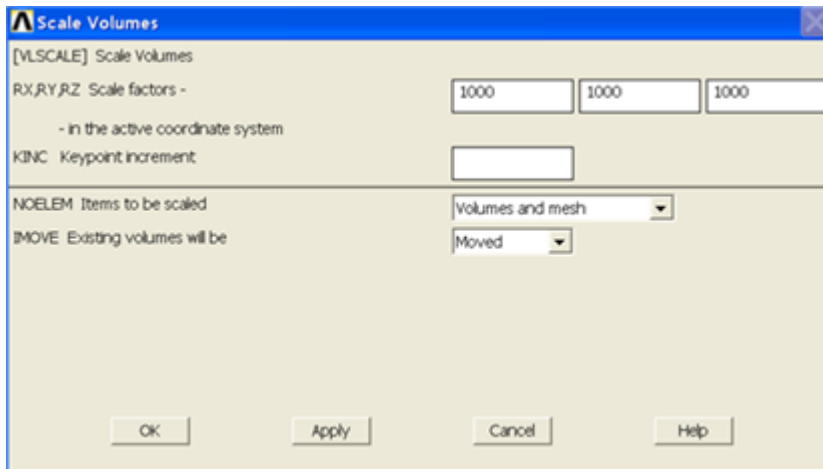 Scale Volumes
[VLSCALE] Scale Volumes
RX,RY,RZ Scale factors - 1000 1000 1000
- in the active coordinate system
KINC Keypoint increment
NOELEM Items to be scaled Volumes and mesh
IMOVE Existing volumes will be Moved
OK Apply Cancel Help